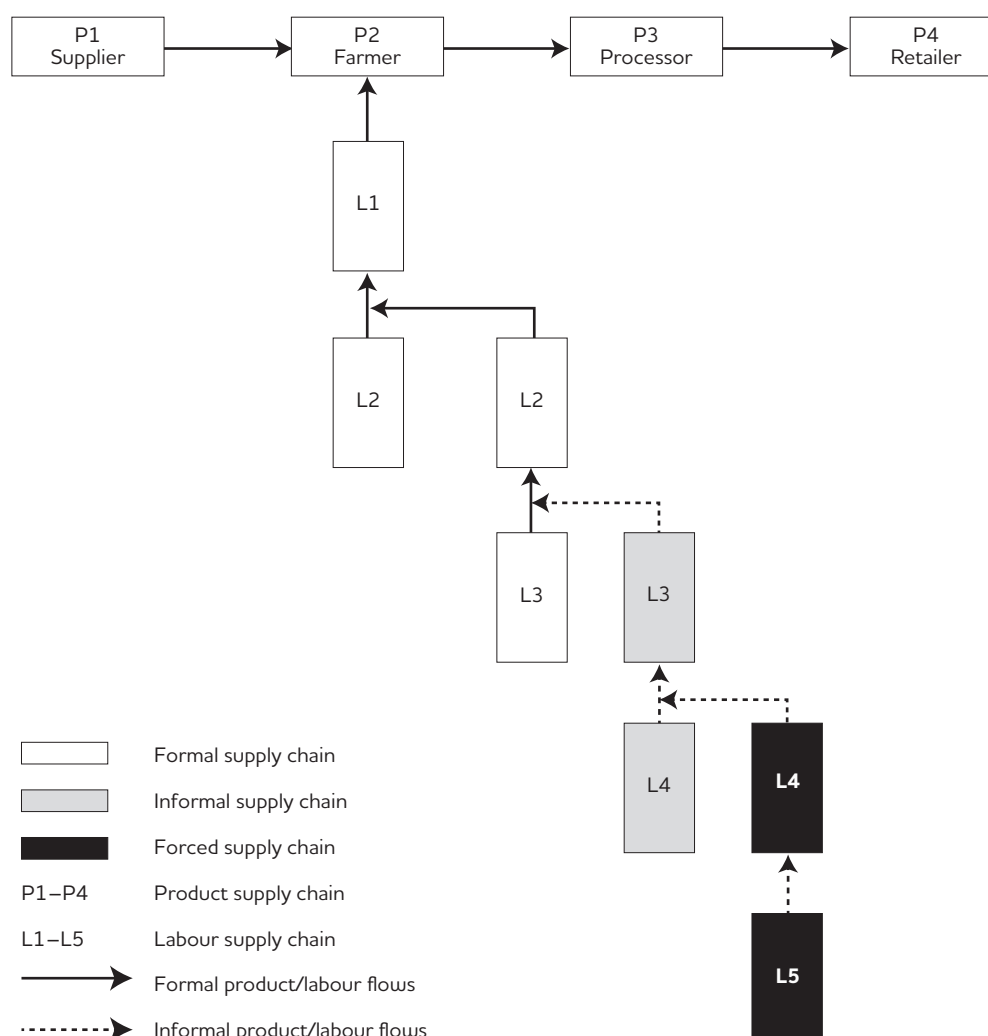 P1
Supplier
P2
Farmer
P3
Processor
P4
Retailer
L1
L2
L2
L3
L3
L4
L4
L5
Formal supply chain
Informal supply chain
Forced supply chain
P1–P4 Product supply chain
L1–L5 Labour supply chain
Formal product/labour flows
Informal product/labour flows